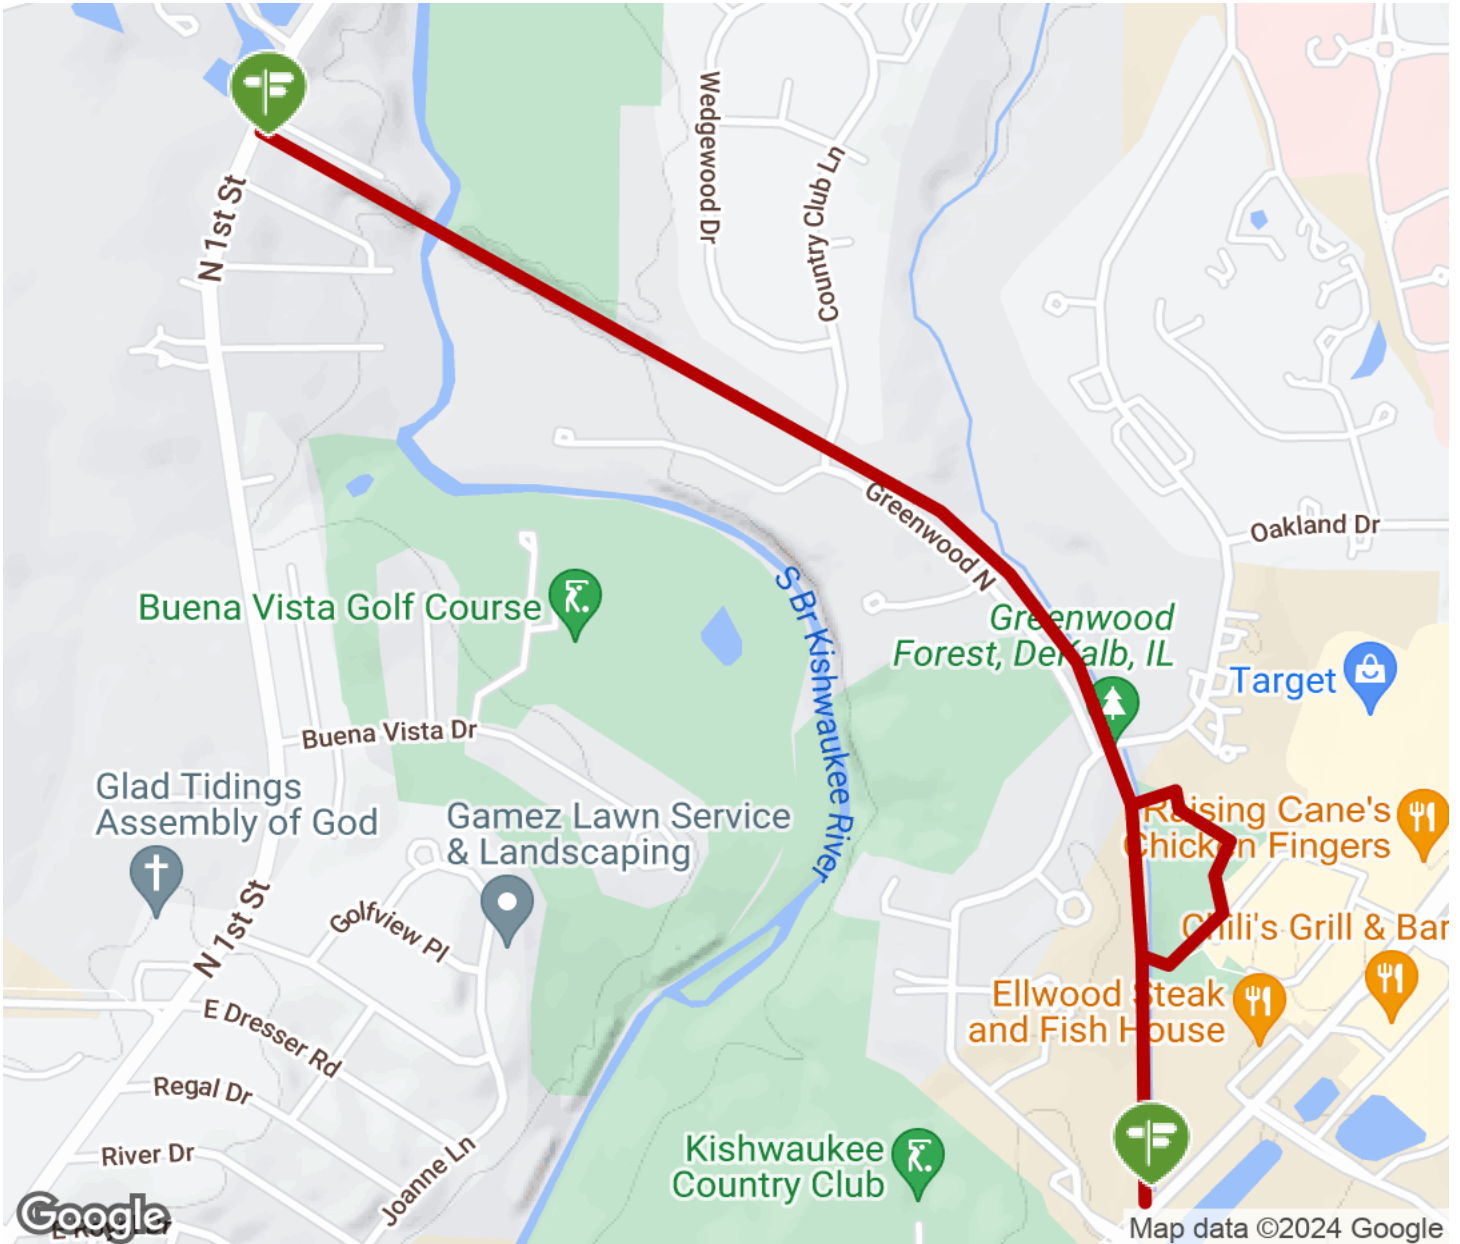 Wedgewood Dr
Country Club Ln
N 1st St
Greenwood N
Oakland Dr
Greenwood
Forest, DeKalb, IL
Buena Vista Golf Course
S Br Kishwaukee River
Target
Buena Vista Dr
Glad Tidings
Assembly of God
Gamez Lawn Service
& Landscaping
Raising Cane's
Chicken Fingers
Golfview Pl
N 1st St
Chili's Grill & Bar
Ellwood Steak
and Fish House
E Dresser Rd
Regal Dr
River Dr
Joanne Ln
Kishwaukee
Country Club
Google
Map data ©2024 Google